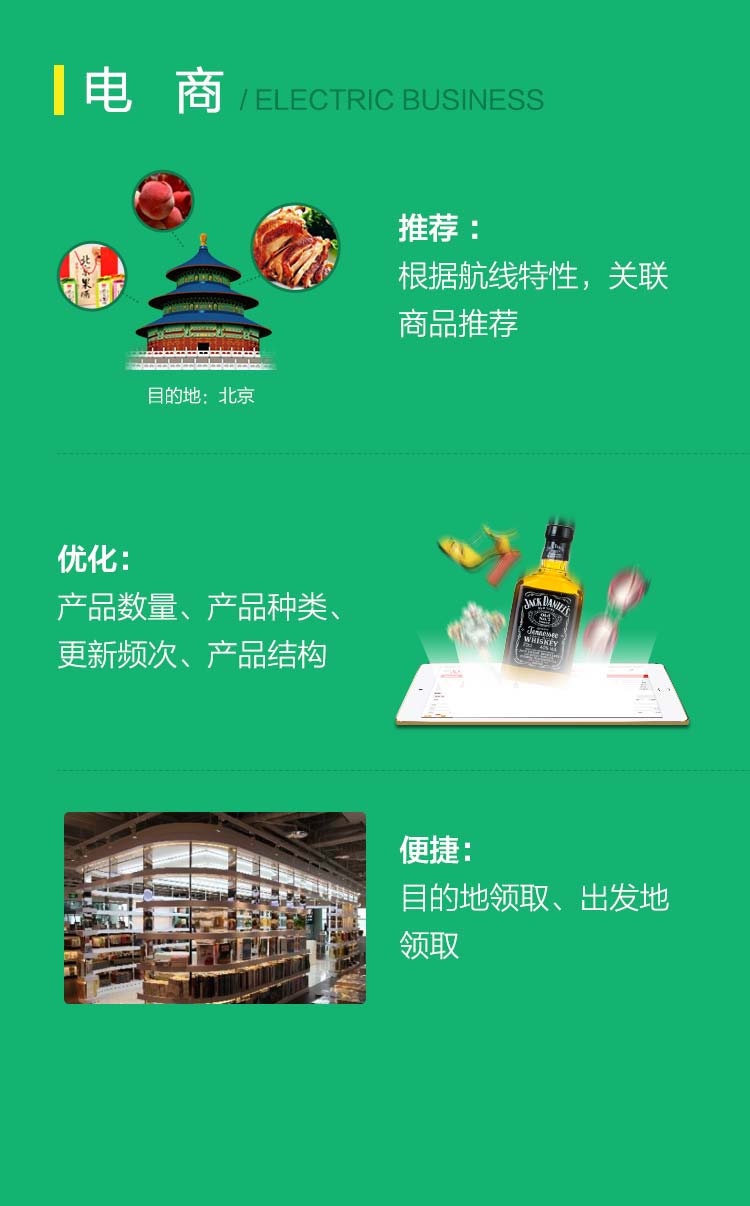 电 商 / ELECTRIC BUSINESS
北京果脯
推荐：
根据航线特性，关联
商品推荐
目的地：北京
优化：
产品数量、产品种类、
更新频次、产品结构
JACK DANIEL'S
OLD
NO. 7
Tennessee
WHISKEY
便捷：
目的地领取、出发地
领取